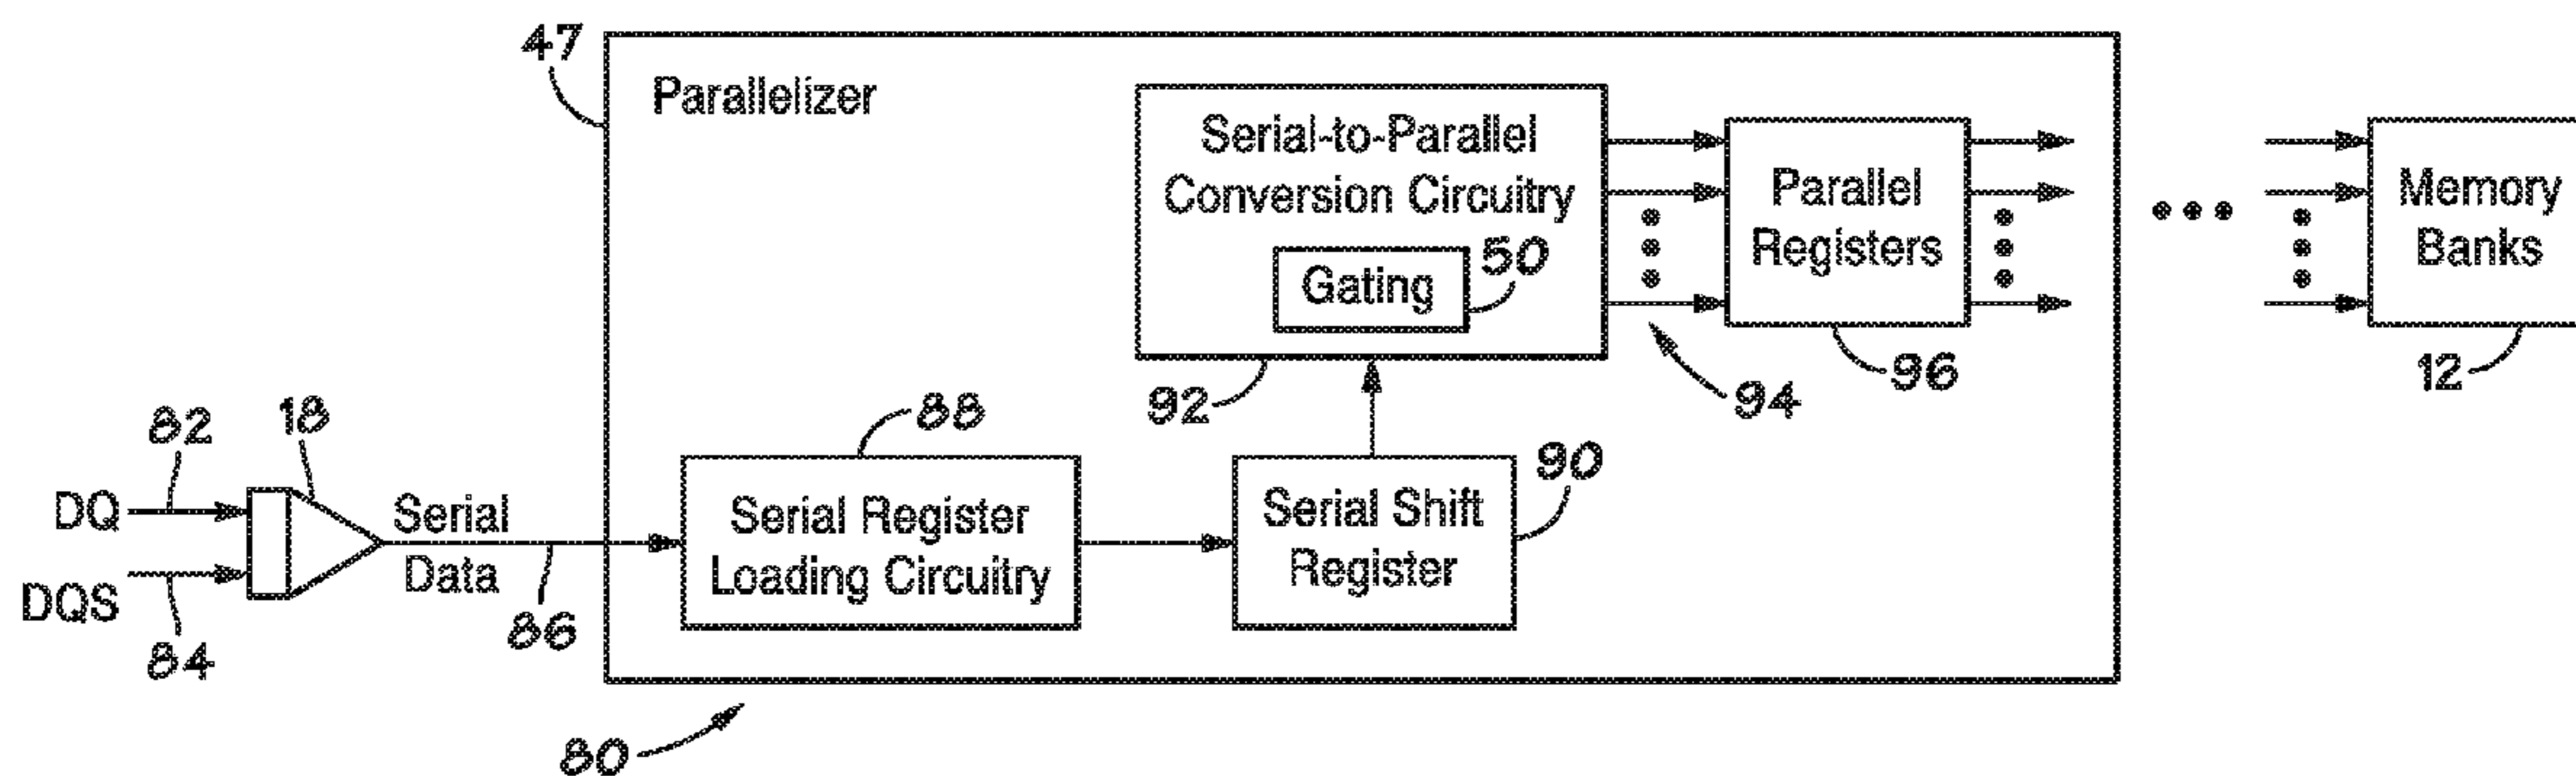 47
Parallelizer
Serial-to-Parallel
Conversion Circuitry
Gating
50
Parallel
Registers
Memory
Banks
92
94
96
12
82
18
88
90
DQ
DQS
84
Serial
Data
86
Serial Register
Loading Circuitry
Serial Shift
Register
80